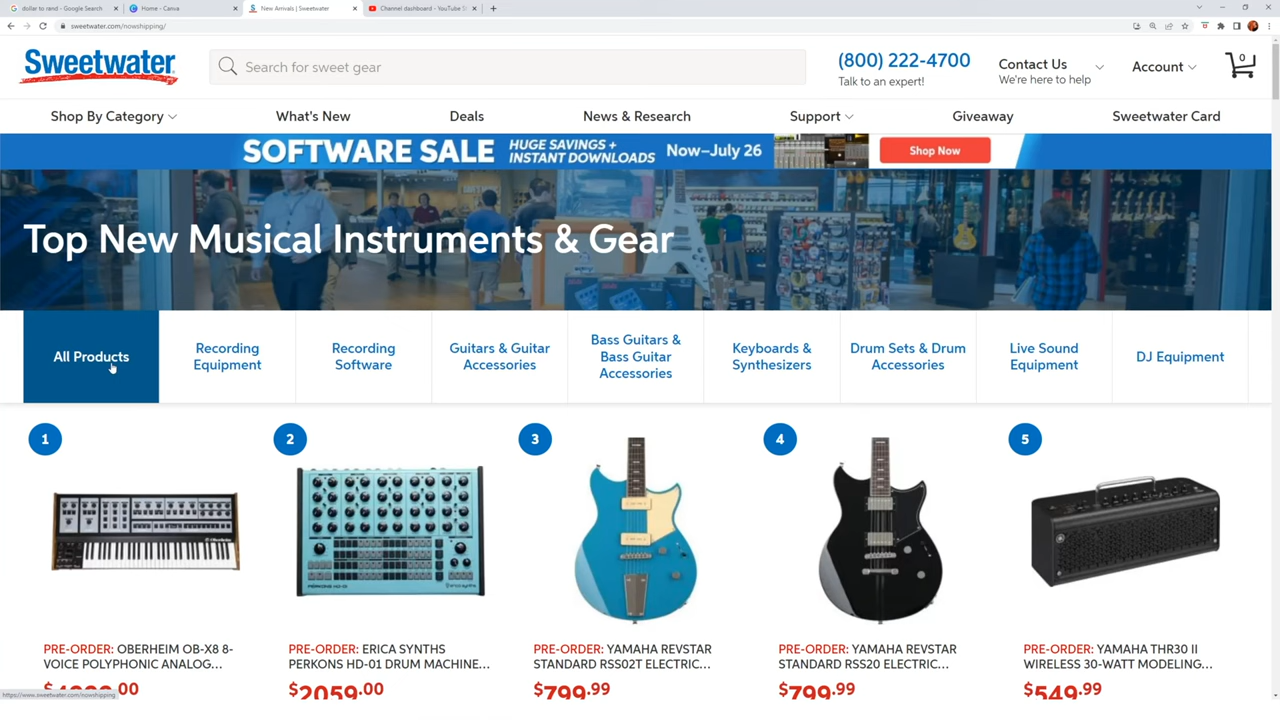 dollar to rand - Google Search
Home - Canva
New Arrivals | Sweetwater
Channel dashboard - YouTube St
sweetwater.com/nowshipping/
Sweetwater
Search for sweet gear
(800) 222-4700
Talk to an expert!
Contact Us
We're here to help
Account
0
Shop By Category
What's New
Deals
News & Research
Support
Giveaway
Sweetwater Card
SOFTWARE SALE
HUGE SAVINGS +
INSTANT DOWNLOADS
Now–July 26
Shop Now
Top New Musical Instruments & Gear
All Products
Recording
Equipment
Recording
Software
Guitars & Guitar
Accessories
Bass Guitars &
Bass Guitar
Accessories
Keyboards &
Synthesizers
Drum Sets & Drum
Accessories
Live Sound
Equipment
DJ Equipment
1
2
3
4
5
PRE-ORDER: OBERHEIM OB-X8 8-
VOICE POLYPHONIC ANALOG...
PRE-ORDER: ERICA SYNTHS
PERKONS HD-01 DRUM MACHINE...
$2059.00
PRE-ORDER: YAMAHA REVSTAR
STANDARD RSS02T ELECTRIC...
$799.99
PRE-ORDER: YAMAHA REVSTAR
STANDARD RSS20 ELECTRIC...
$799.99
PRE-ORDER: YAMAHA THR30 II
WIRELESS 30-WATT MODELING...
$549.99
https://www.sweetwater.com/nowshipping